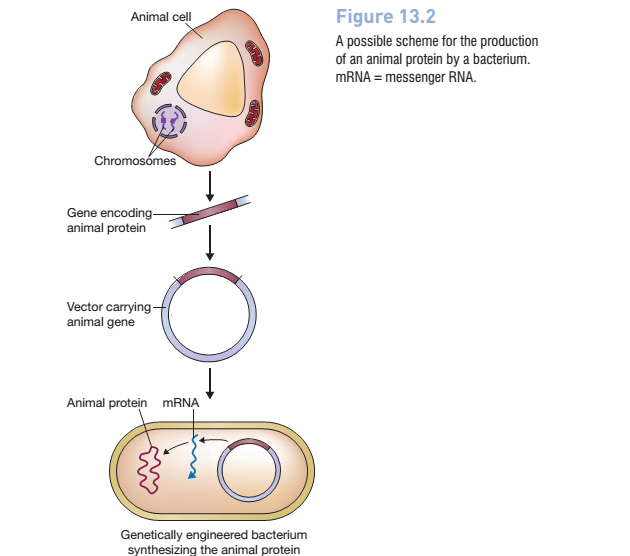 Animal cell
Chromosomes
Gene encoding
animal protein
Vector carrying
animal gene
Animal protein
mRNA
Genetically engineered bacterium
synthesizing the animal protein
Figure 13.2
A possible scheme for the production
of an animal protein by a bacterium.
mRNA = messenger RNA.